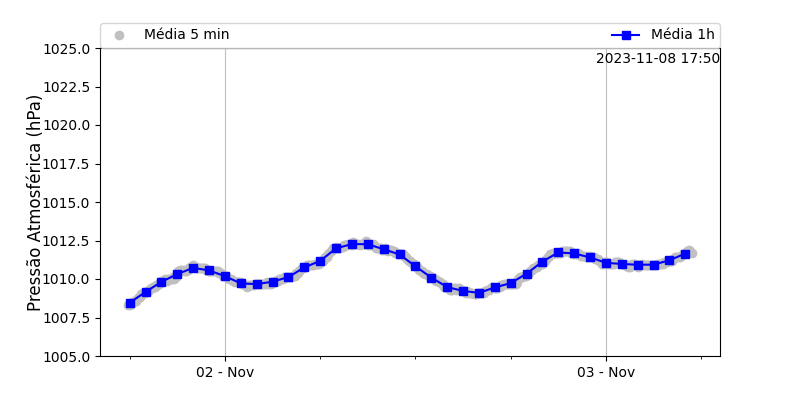 Média 5 min
Média 1h
2023-11-08 17:50
Pressão Atmosférica (hPa)
1025.0
1022.5
1020.0
1017.5
1015.0
1012.5
1010.0
1007.5
1005.0
02 - Nov
03 - Nov